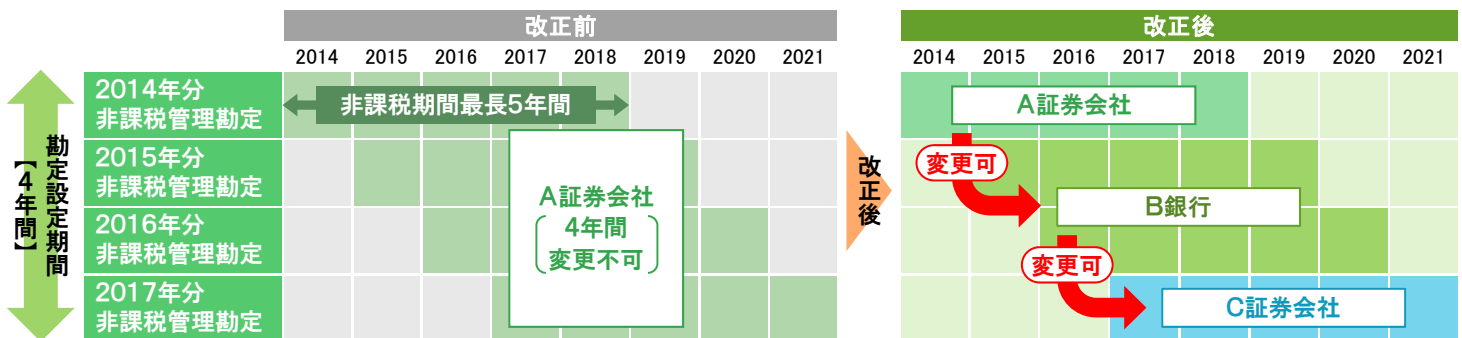 改正前
改正後
2014 2015 2016 2017 2018 2019 2020 2021
2014 2015 2016 2017 2018 2019 2020 2021
勘定設定期間
【4年間】
2014年分
非課税管理勘定
非課税期間最長5年間
A証券会社
2015年分
非課税管理勘定
A証券会社
4年間
変更不可
改正後
変更可
B銀行
2016年分
非課税管理勘定
変更可
2017年分
非課税管理勘定
C証券会社